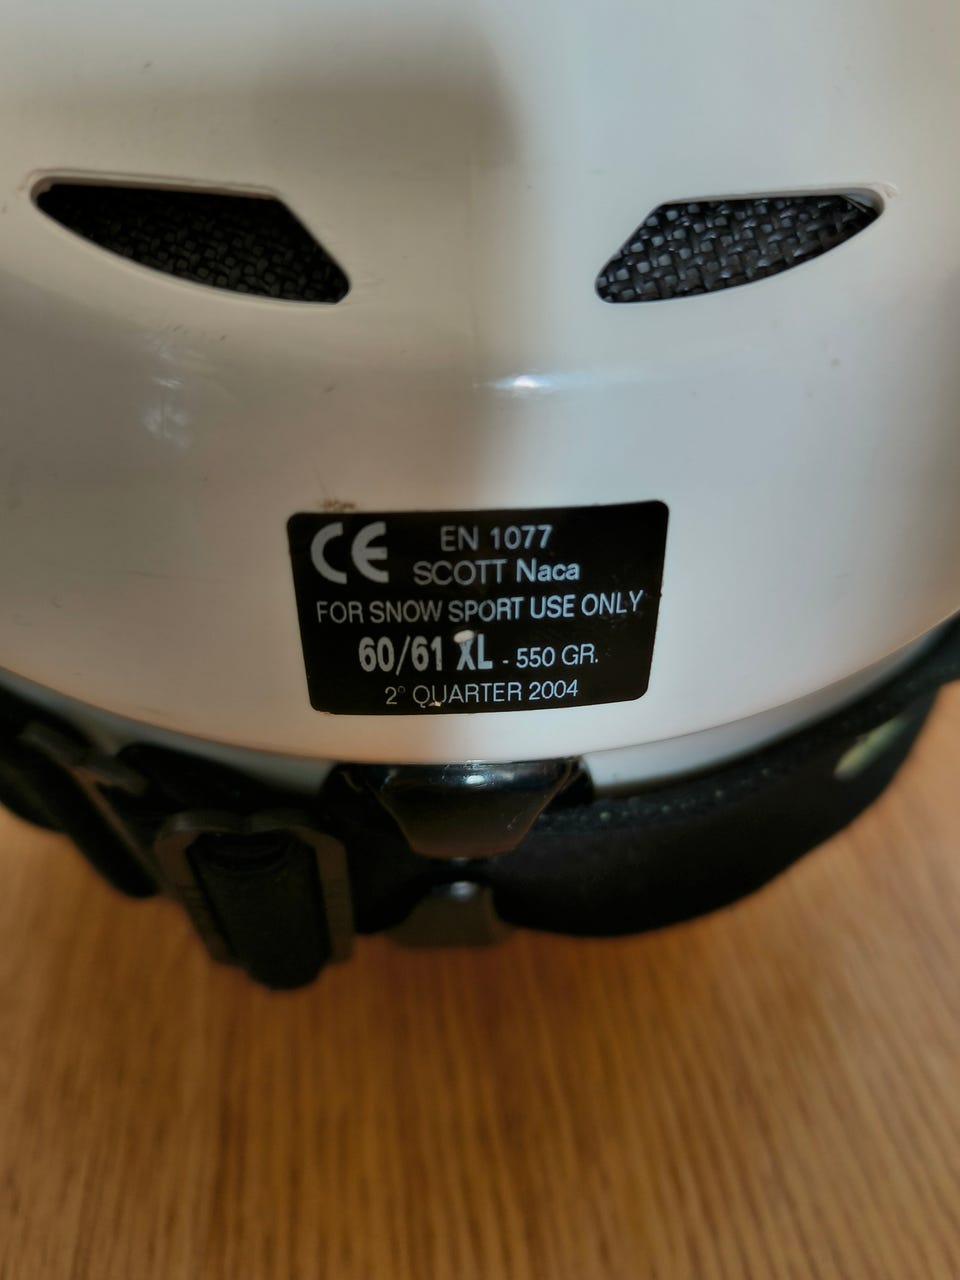 CE EN 1077
SCOTT Naca
FOR SNOW SPORT USE ONLY
60/61 XL - 550 GR.
2° QUARTER 2004